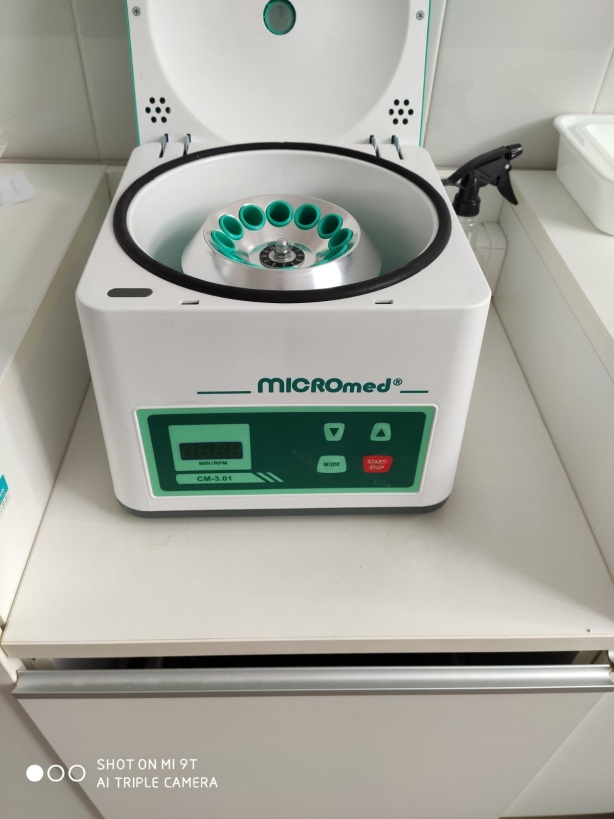 MICROmed®
MIN/RPM
CM-3.01
MODE
START/
STOP
SHOT ON MI 9T
AI TRIPLE CAMERA